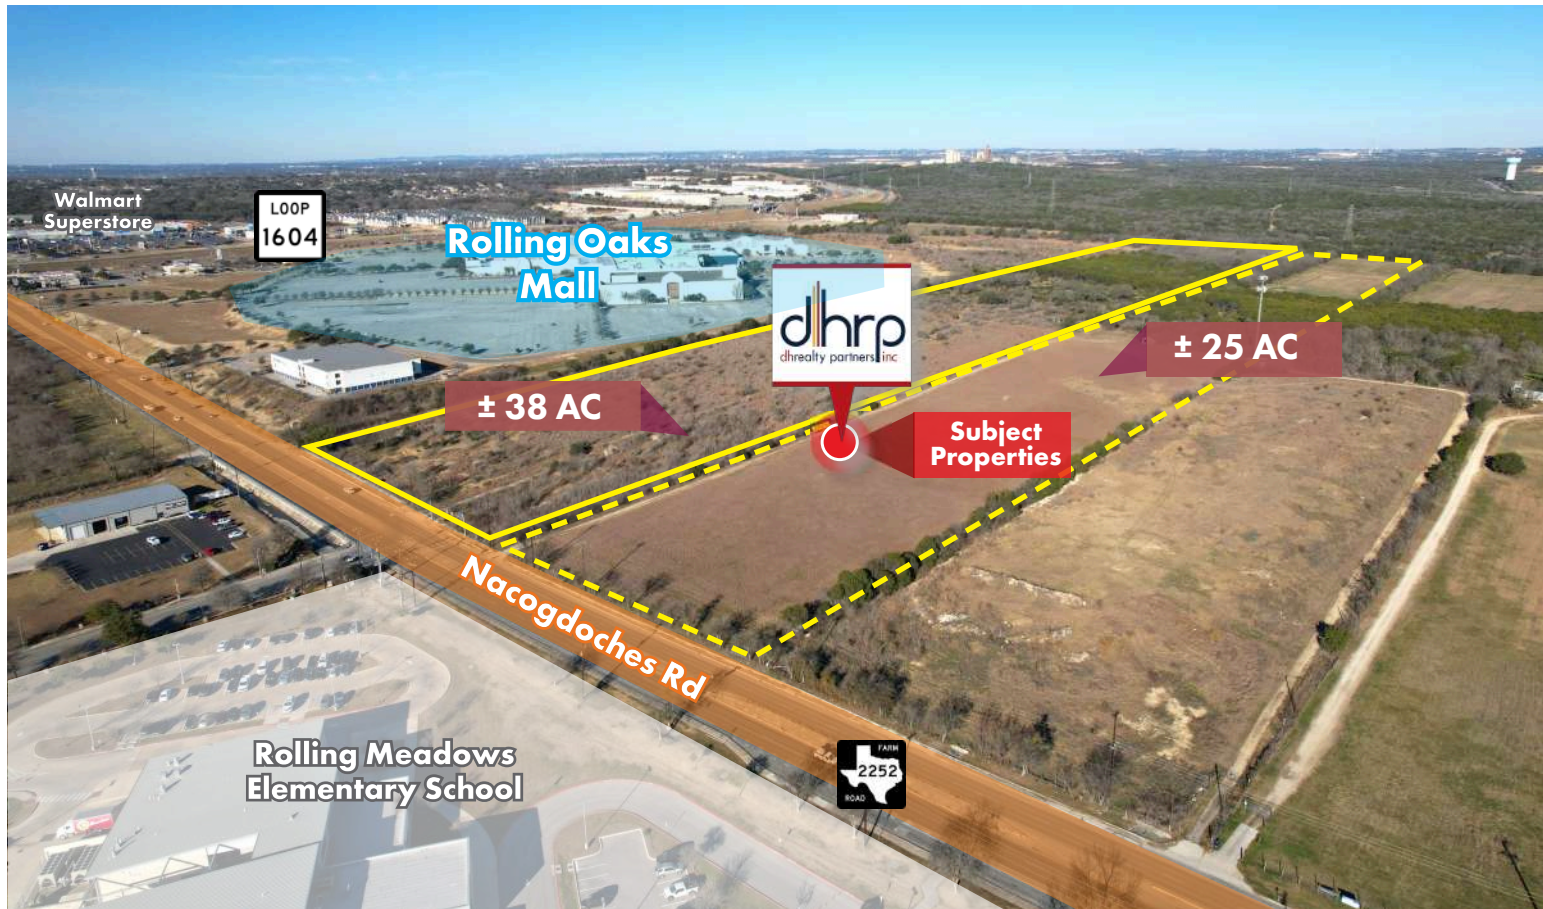 Walmart
Superstore
LOOP
1604
Rolling Oaks
Mall
dhrp
dhrealty partners, inc
± 25 AC
± 38 AC
Subject
Properties
Nacogdoches Rd
Rolling Meadows
Elementary School
FARM
2252
ROAD